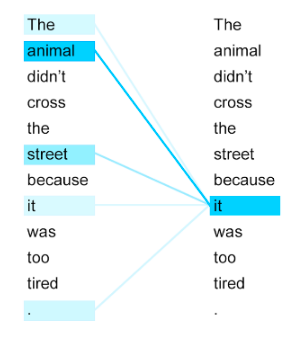 The
animal
didn't
cross
the
street
because
it
was
too
tired
.
The
animal
didn't
cross
the
street
because
it
was
too
tired
.